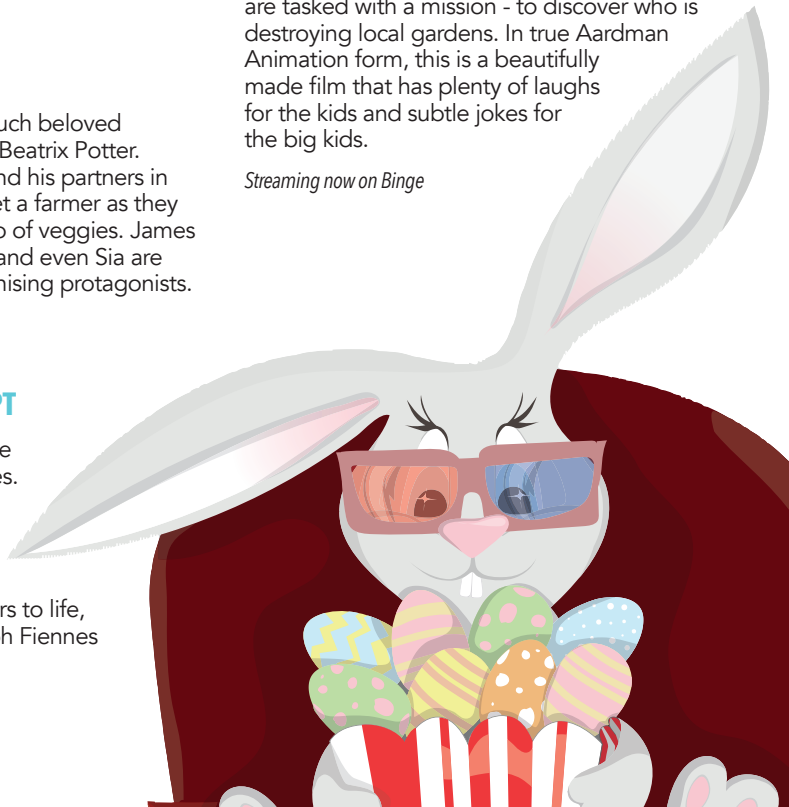 uch beloved
Beatrix Potter.
nd his partners in
et a farmer as they
o of veggies. James
and even Sia are
nising protagonists.
PT
e
es.
rs to life,
h Fiennes
are tasked with a mission - to discover who is
destroying local gardens. In true Aardman
Animation form, this is a beautifully
made film that has plenty of laughs
for the kids and subtle jokes for
the big kids.
Streaming now on Binge